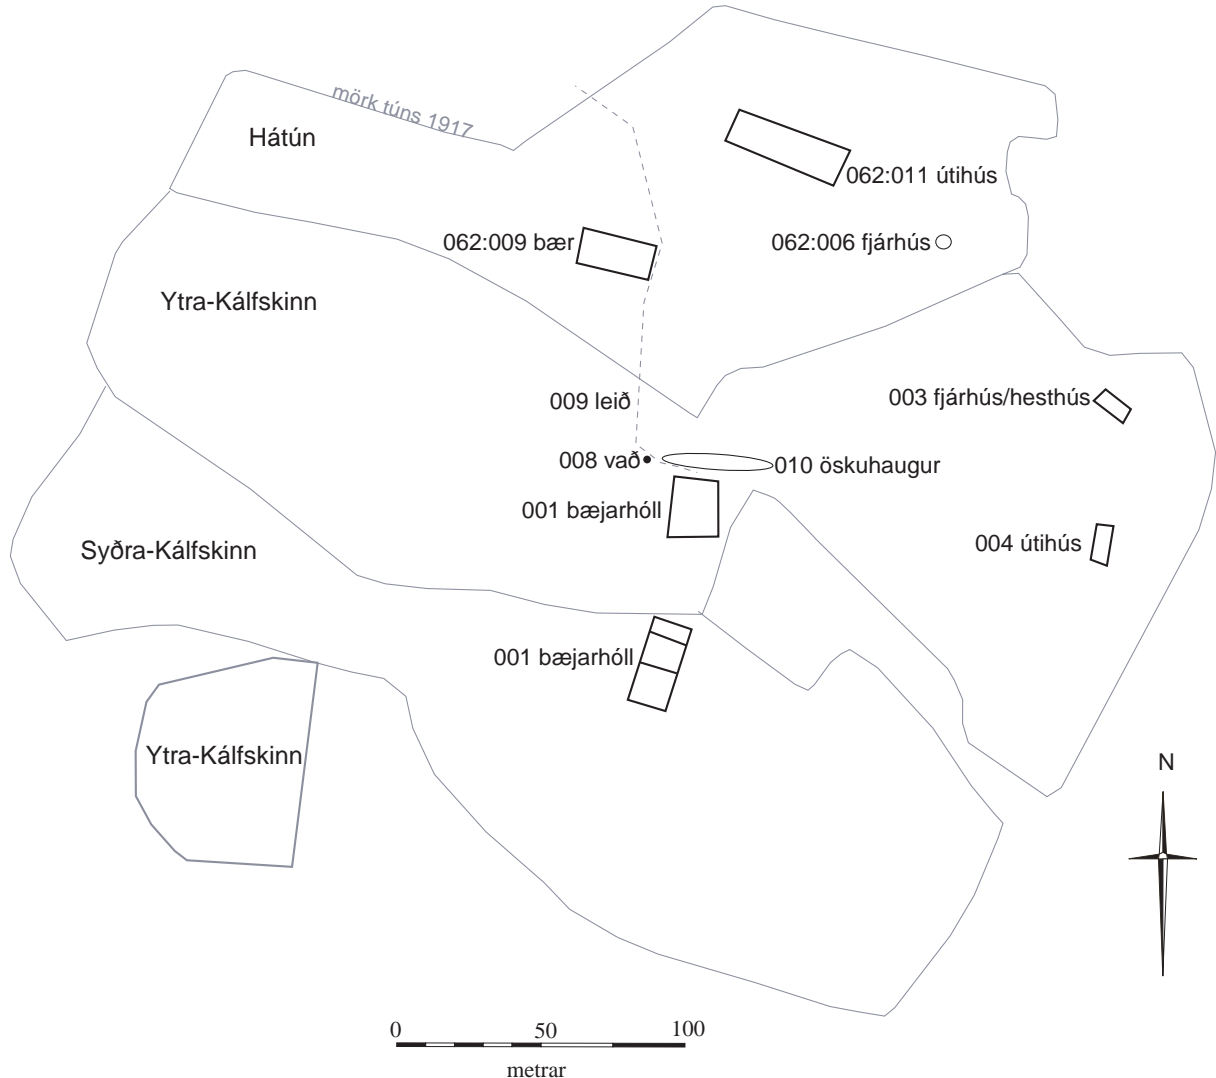 mörk túns 1917
Hátún
062:011 útihús
062:009 bær
062:006 fjárhús
Ytra-Kálfskinn
009 leið
003 fjárhús/hesthús
008 vað
010 öskuhaugur
001 bæjarhóll
Syðra-Kálfskinn
004 útihús
001 bæjarhóll
Ytra-Kálfskinn
N
0 50 100
metrar